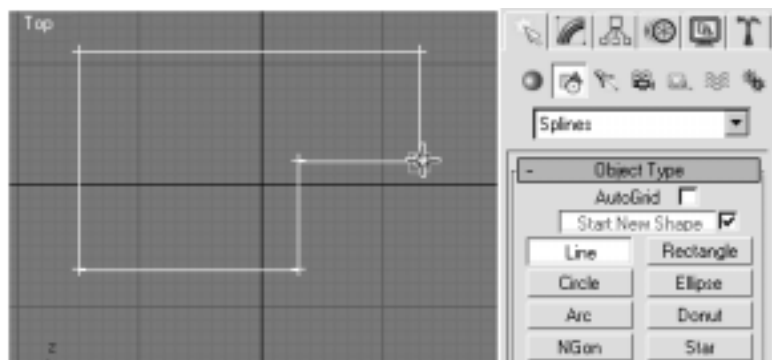 Top
z
Splines
- Object Type
AutoGrid
Start New Shape
Line Rectangle
Circle Ellipse
Arc Donut
NGon Star